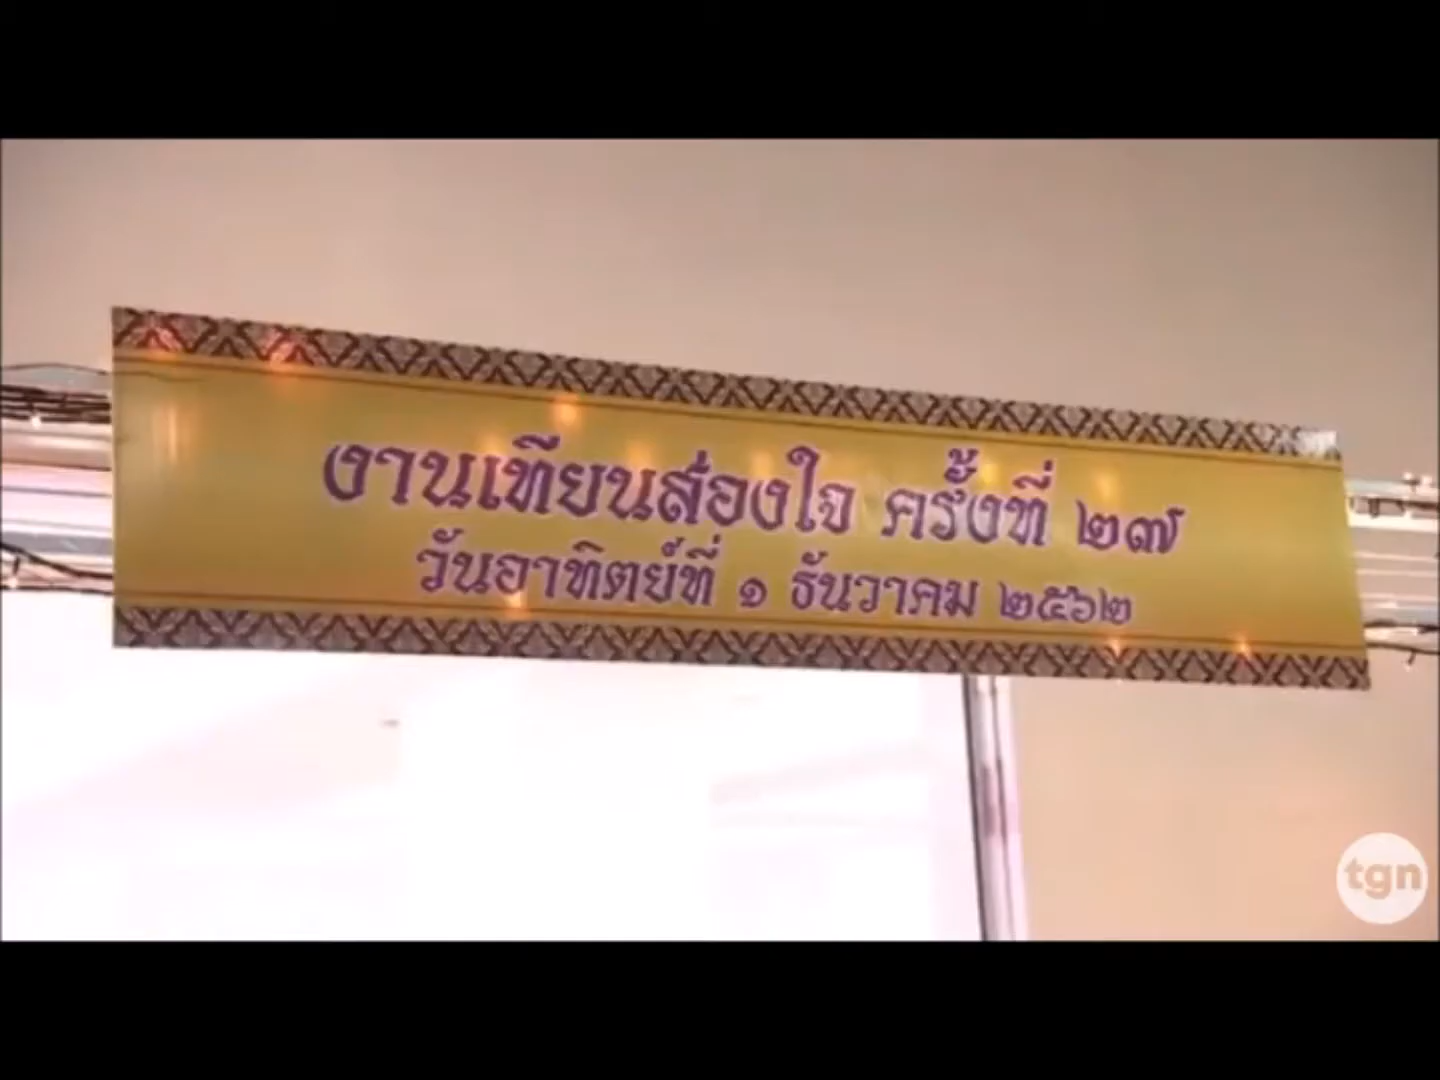 งานเทียนส่องใจ ครั้งที่ ๒๗
วันอาทิตย์ที่ ๑ ธันวาคม ๒๕๖๒
tgn